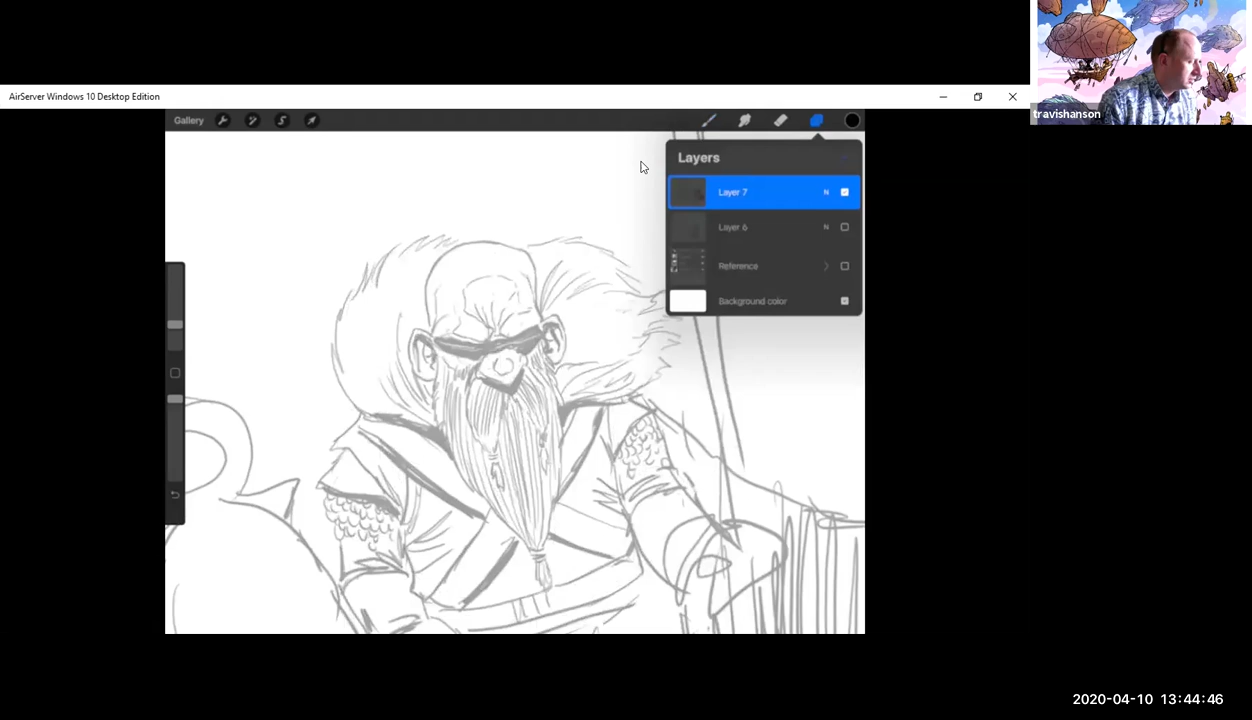 AirServer Windows 10 Desktop Edition
travishanson
Gallery
Layers
Layer 7 N
Layer 6 N
Reference
Background color
2020-04-10 13:44:46